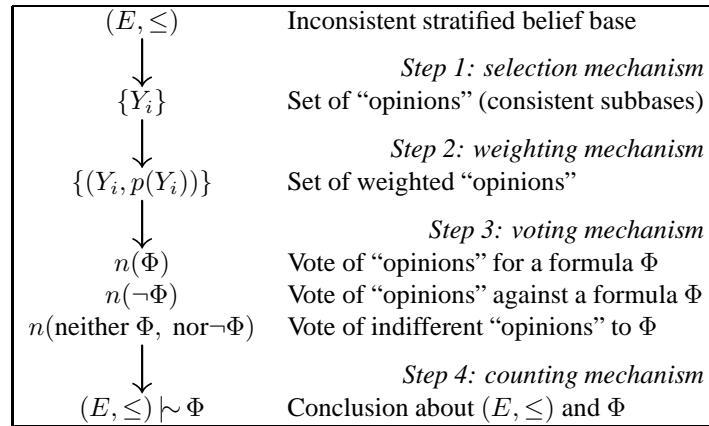 (E, ≤) Inconsistent stratified belief base
Step 1: selection mechanism
{Y_i} Set of “opinions” (consistent subbases)
Step 2: weighting mechanism
{(Y_i, p(Y_i))} Set of weighted “opinions”
Step 3: voting mechanism
n(Φ) Vote of “opinions” for a formula Φ
n(¬Φ) Vote of “opinions” against a formula Φ
n(neither Φ, nor¬Φ) Vote of indifferent “opinions” to Φ
Step 4: counting mechanism
(E, ≤) |∼ Φ Conclusion about (E, ≤) and Φ